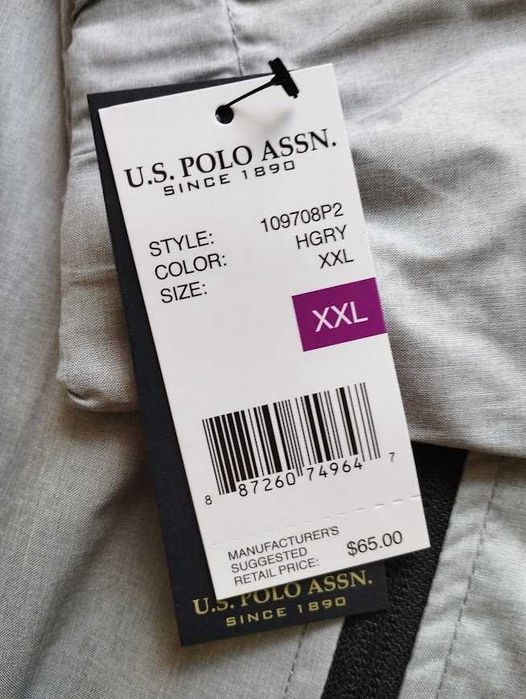 U.S. POLO ASSN.
SINCE 1890
STYLE: 109708P2
COLOR: HGRY
SIZE: XXL
XXL
8 87260 74964 7
MANUFACTURER'S
SUGGESTED
RETAIL PRICE: $65.00
U.S. POLO ASSN.
SINCE 1890